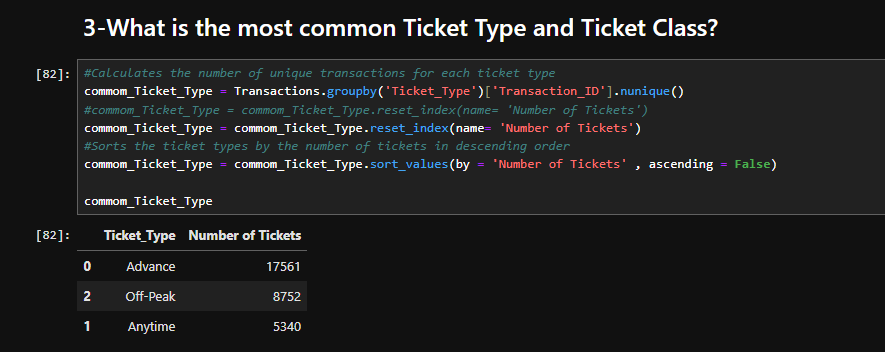 3-What is the most common Ticket Type and Ticket Class?
[82]: #Calculates the number of unique transactions for each ticket type
commom_Ticket_Type = Transactions.groupby('Ticket_Type')['Transaction_ID'].nunique()
#commom_Ticket_Type = commom_Ticket_Type.reset_index(name= 'Number of Tickets')
commom_Ticket_Type = commom_Ticket_Type.reset_index(name= 'Number of Tickets')
#Sorts the ticket types by the number of tickets in descending order
commom_Ticket_Type = commom_Ticket_Type.sort_values(by = 'Number of Tickets' , ascending = False)
commom_Ticket_Type
[82]: Ticket_Type Number of Tickets
0 Advance 17561
2 Off-Peak 8752
1 Anytime 5340